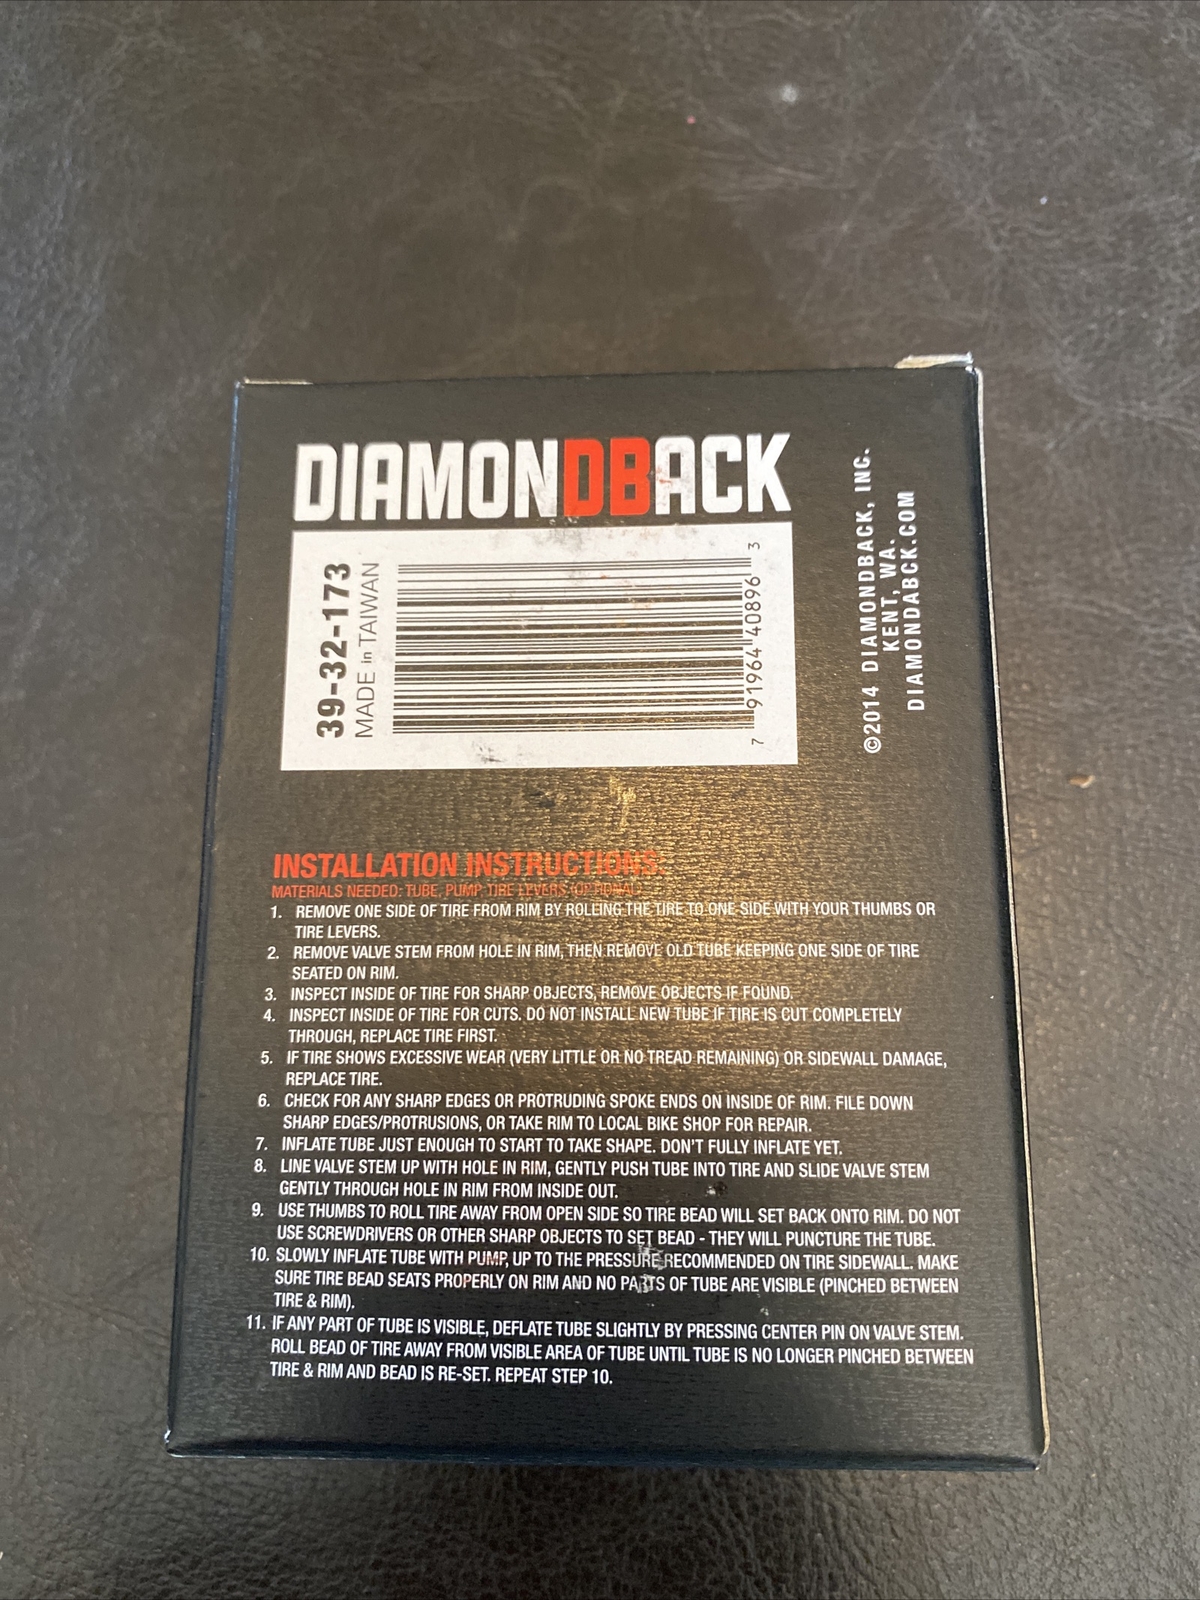 DIAMONDBACK
39-32-173
MADE in TAIWAN
7 91964 40896 3
©2014 DIAMONDBACK, INC.
KENT, WA.
DIAMONDABCK.COM
INSTALLATION INSTRUCTIONS:
MATERIALS NEEDED: TUBE, PUMP, TIRE LEVERS (OPTIONAL)
1. REMOVE ONE SIDE OF TIRE FROM RIM BY ROLLING THE TIRE TO ONE SIDE WITH YOUR THUMBS OR
TIRE LEVERS.
2. REMOVE VALVE STEM FROM HOLE IN RIM, THEN REMOVE OLD TUBE KEEPING ONE SIDE OF TIRE
SEATED ON RIM.
3. INSPECT INSIDE OF TIRE FOR SHARP OBJECTS, REMOVE OBJECTS IF FOUND.
4. INSPECT INSIDE OF TIRE FOR CUTS. DO NOT INSTALL NEW TUBE IF TIRE IS CUT COMPLETELY
THROUGH, REPLACE TIRE FIRST.
5. IF TIRE SHOWS EXCESSIVE WEAR (VERY LITTLE OR NO TREAD REMAINING) OR SIDEWALL DAMAGE,
REPLACE TIRE.
6. CHECK FOR ANY SHARP EDGES OR PROTRUDING SPOKE ENDS ON INSIDE OF RIM. FILE DOWN
SHARP EDGES/PROTRUSIONS, OR TAKE RIM TO LOCAL BIKE SHOP FOR REPAIR.
7. INFLATE TUBE JUST ENOUGH TO START TO TAKE SHAPE. DON'T FULLY INFLATE YET.
8. LINE VALVE STEM UP WITH HOLE IN RIM, GENTLY PUSH TUBE INTO TIRE AND SLIDE VALVE STEM
GENTLY THROUGH HOLE IN RIM FROM INSIDE OUT.
9. USE THUMBS TO ROLL TIRE AWAY FROM OPEN SIDE SO TIRE BEAD WILL SET BACK ONTO RIM. DO NOT
USE SCREWDRIVERS OR OTHER SHARP OBJECTS TO SET BEAD - THEY WILL PUNCTURE THE TUBE.
10. SLOWLY INFLATE TUBE WITH PUMP, UP TO THE PRESSURE RECOMMENDED ON TIRE SIDEWALL. MAKE
SURE TIRE BEAD SEATS PROPERLY ON RIM AND NO PARTS OF TUBE ARE VISIBLE (PINCHED BETWEEN
TIRE & RIM).
11. IF ANY PART OF TUBE IS VISIBLE, DEFLATE TUBE SLIGHTLY BY PRESSING CENTER PIN ON VALVE STEM.
ROLL BEAD OF TIRE AWAY FROM VISIBLE AREA OF TUBE UNTIL TUBE IS NO LONGER PINCHED BETWEEN
TIRE & RIM AND BEAD IS RE-SET. REPEAT STEP 10.